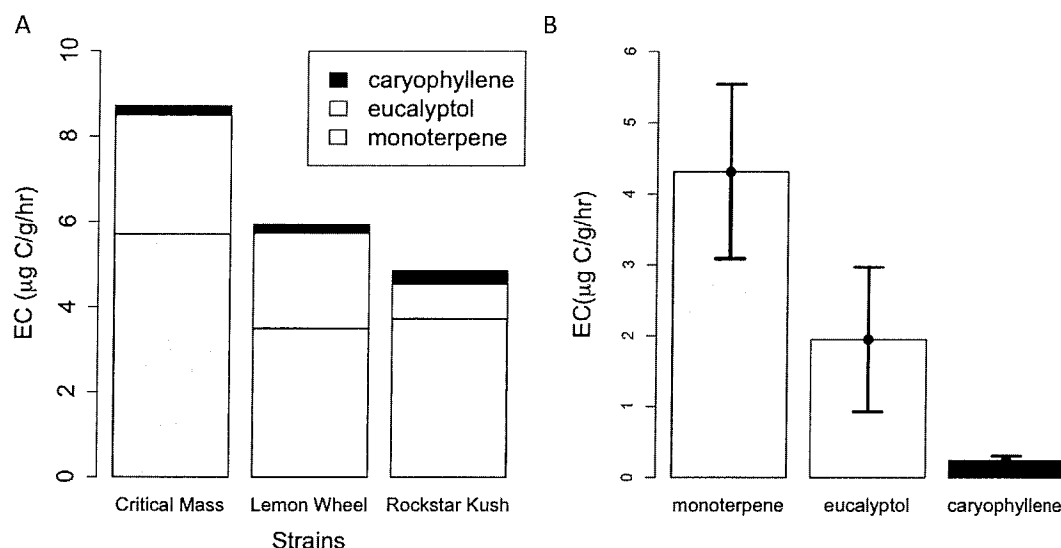 A
EC (µg C/g/hr)
10
8
6
4
2
0
caryophyllene
eucalyptol
monoterpene
Critical Mass Lemon Wheel Rockstar Kush
Strains
B
EC(µg C/g/hr)
6
5
4
3
2
1
0
monoterpene eucalyptol caryophyllene